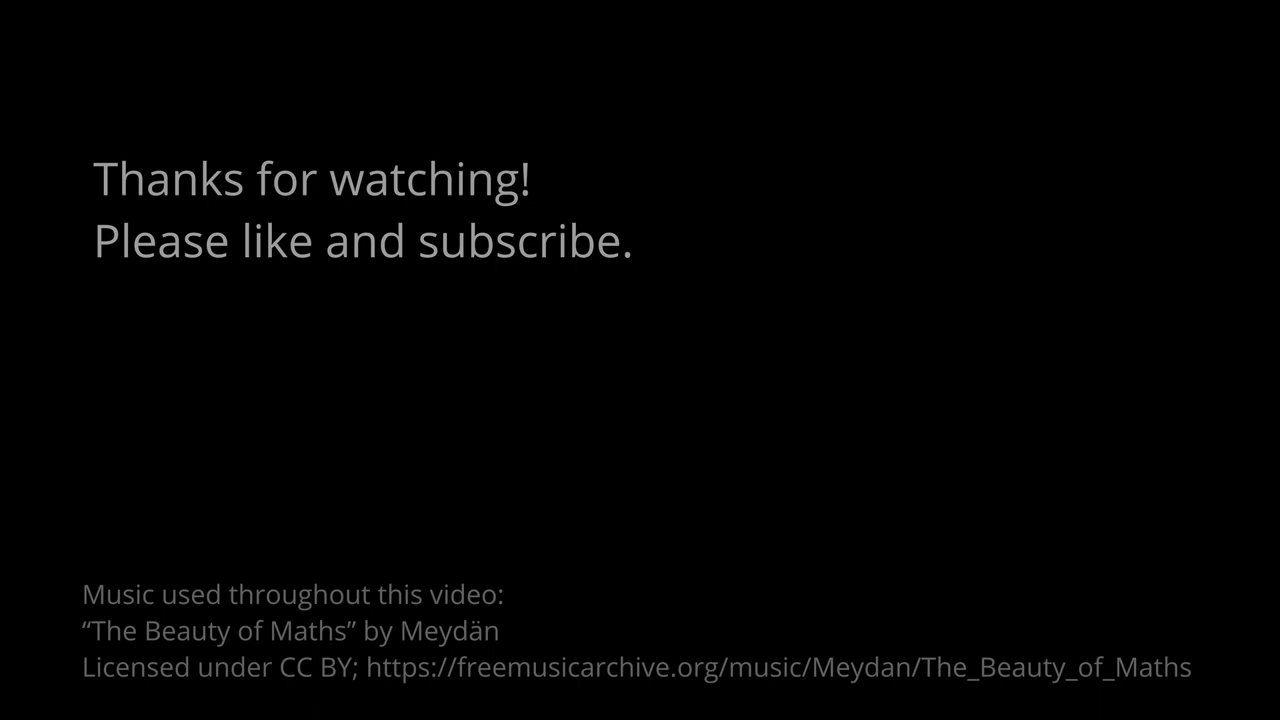 Thanks for watching!
Please like and subscribe.
Music used throughout this video:
“The Beauty of Maths” by Meydän
Licensed under CC BY; https://freemusicarchive.org/music/Meydan/The_Beauty_of_Maths